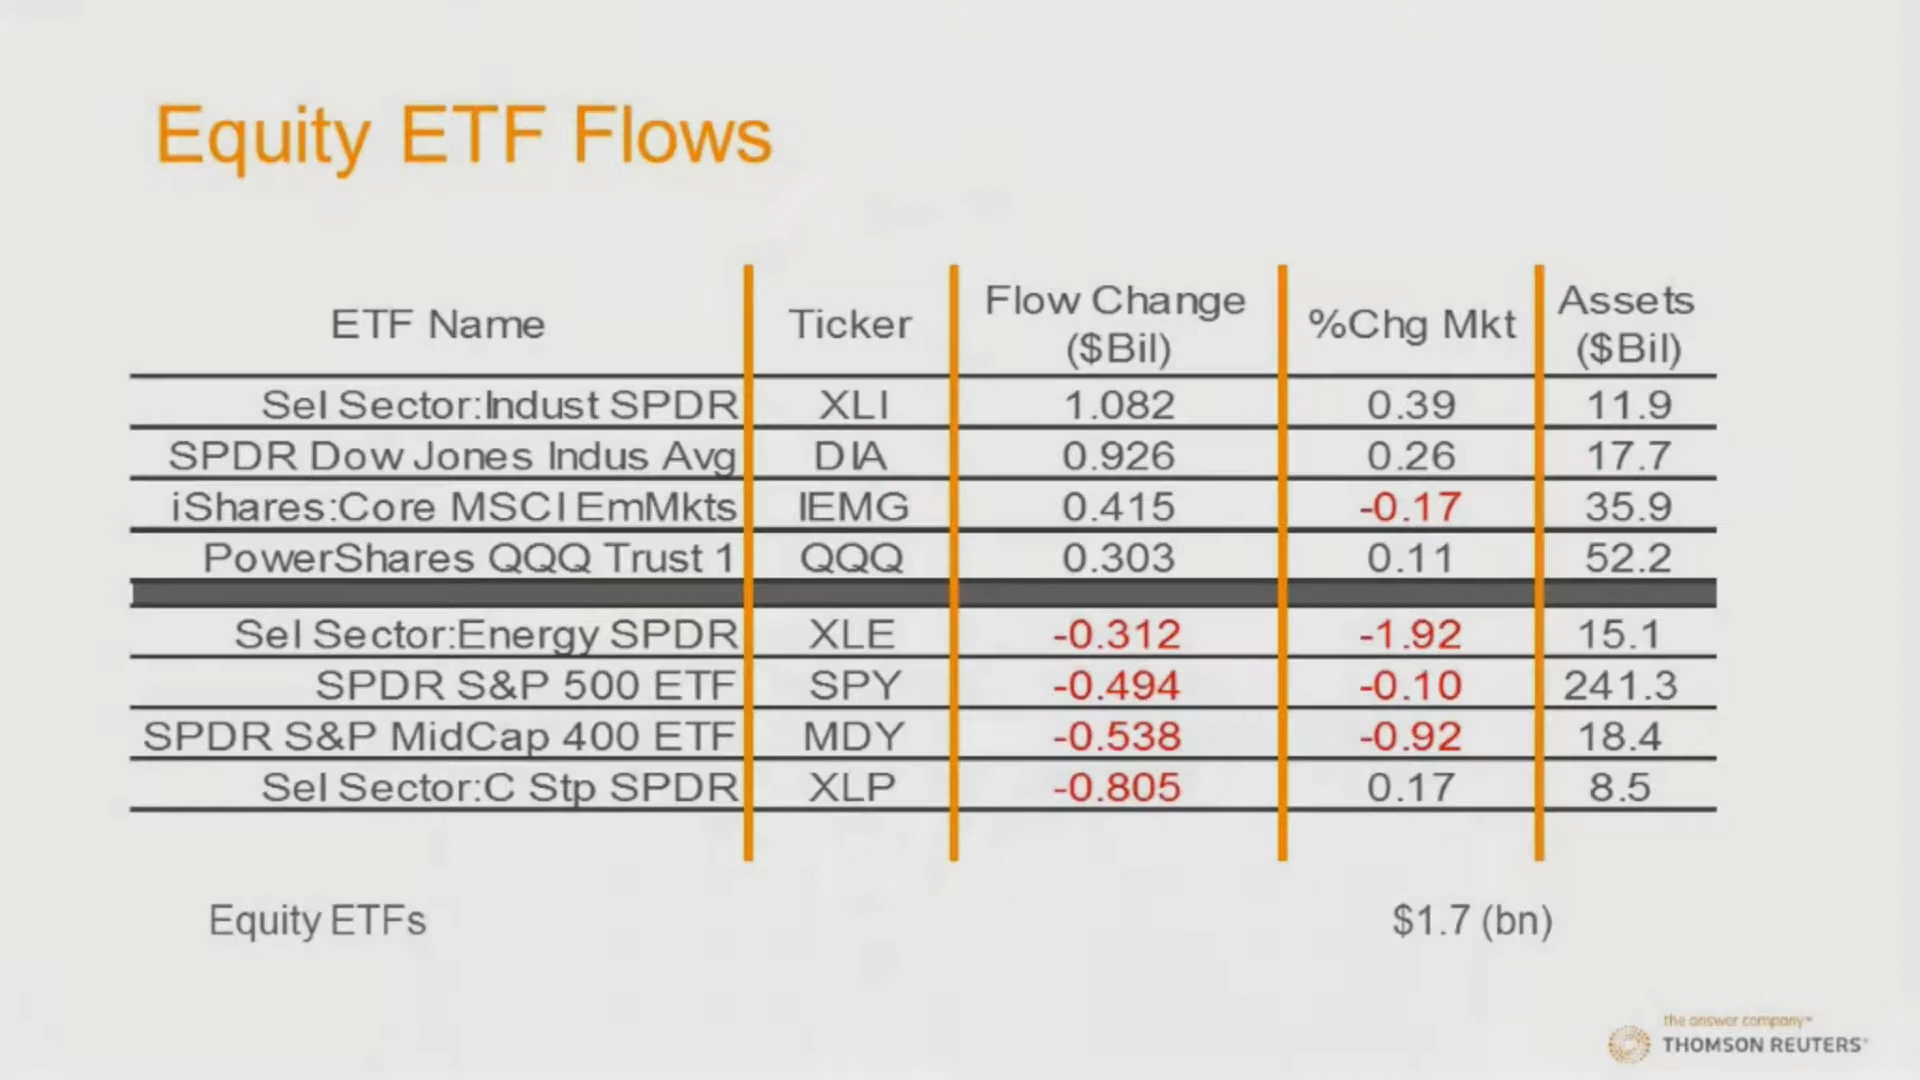 Equity ETF Flows
ETF Name Ticker Flow Change ($Bil) %Chg Mkt Assets ($Bil)
Sel Sector:Indust SPDR XLI 1.082 0.39 11.9
SPDR Dow Jones Indus Avg DIA 0.926 0.26 17.7
iShares:Core MSCI EmMkts IEMG 0.415 -0.17 35.9
PowerShares QQQ Trust 1 QQQ 0.303 0.11 52.2
Sel Sector:Energy SPDR XLE -0.312 -1.92 15.1
SPDR S&P 500 ETF SPY -0.494 -0.10 241.3
SPDR S&P MidCap 400 ETF MDY -0.538 -0.92 18.4
Sel Sector:C Stp SPDR XLP -0.805 0.17 8.5
Equity ETFs $1.7 (bn)
the answer company™
THOMSON REUTERS®